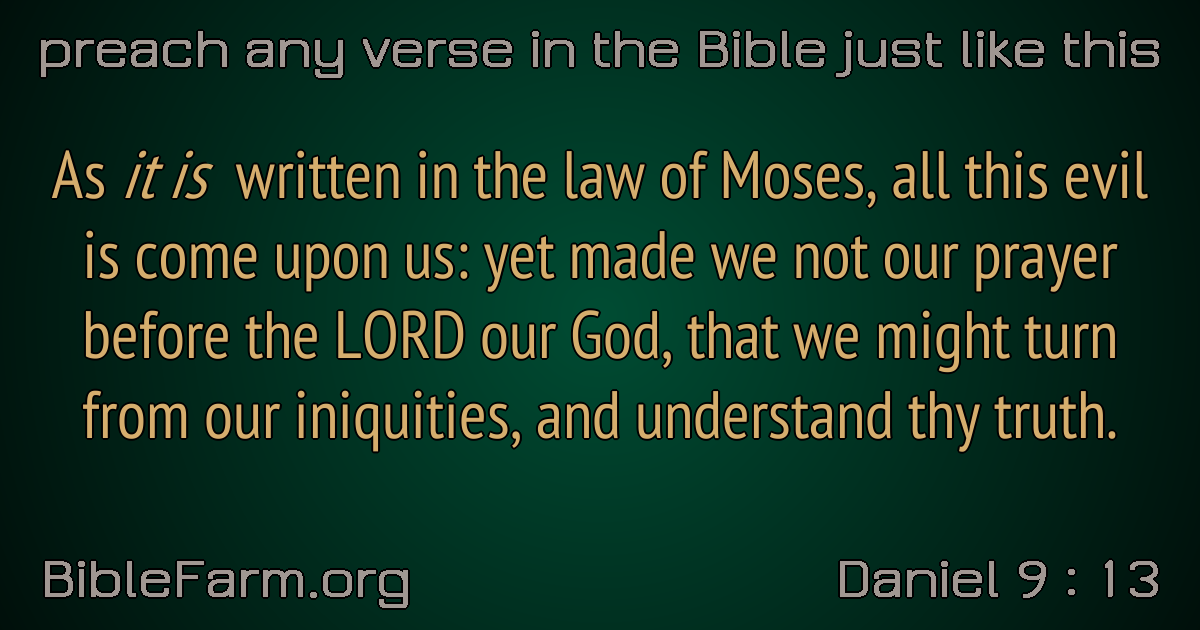 preach any verse in the Bible just like this
As it is written in the law of Moses, all this evil
is come upon us: yet made we not our prayer
before the LORD our God, that we might turn
from our iniquities, and understand thy truth.
BibleFarm.org
Daniel 9 : 13